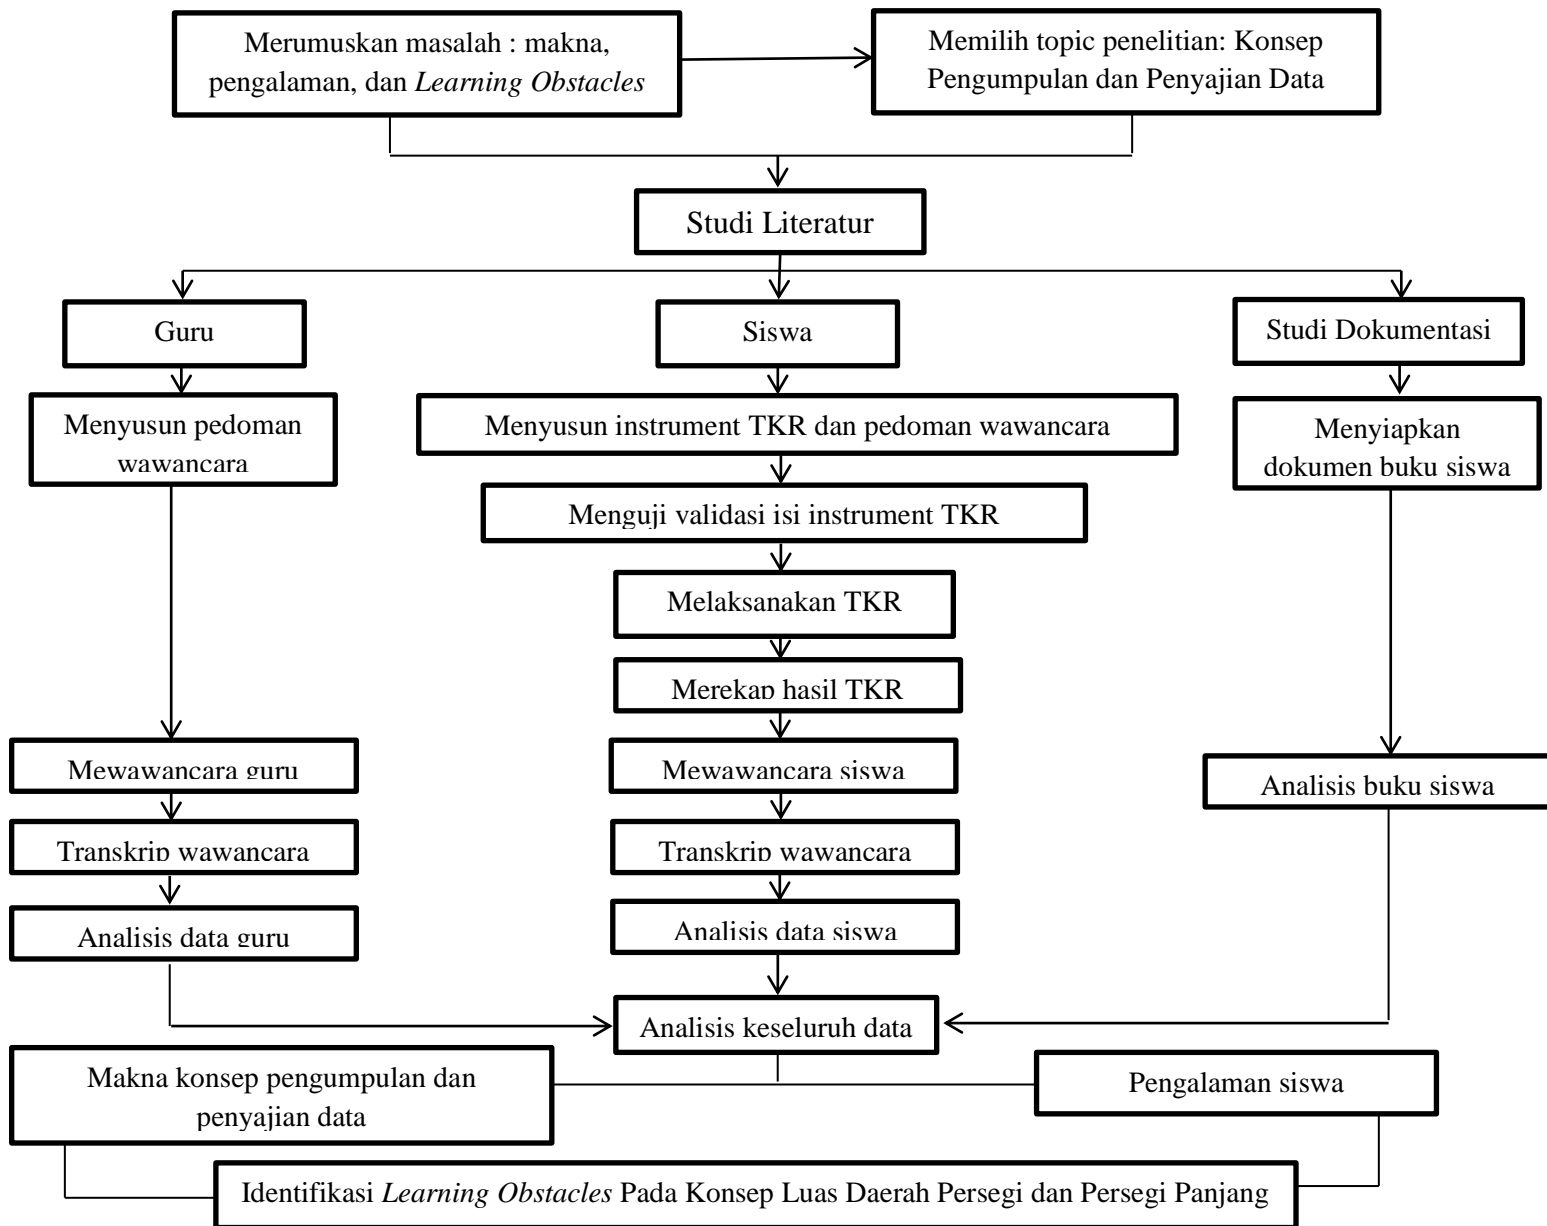 Merumuskan masalah : makna,
pengalaman, dan Learning Obstacles
Memilih topic penelitian: Konsep
Pengumpulan dan Penyajian Data
Studi Literatur
Guru
Siswa
Studi Dokumentasi
Menyusun pedoman
wawancara
Menyusun instrument TKR dan pedoman wawancara
Menyiapkan
dokumen buku siswa
Menguji validasi isi instrument TKR
Melaksanakan TKR
Merekap hasil TKR
Mewawancara guru
Mewawancara siswa
Analisis buku siswa
Transkrip wawancara
Transkrip wawancara
Analisis data guru
Analisis data siswa
Analisis keseluruh data
Makna konsep pengumpulan dan
penyajian data
Pengalaman siswa
Identifikasi Learning Obstacles Pada Konsep Luas Daerah Persegi dan Persegi Panjang